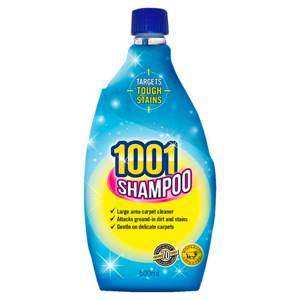 TARGETS
TOUGH
STAINS
1001
SHAMPOO
✓ Large area carpet cleaner
✓ Attacks ground-in dirt and stains
✓ Gentle on delicate carpets
500ml